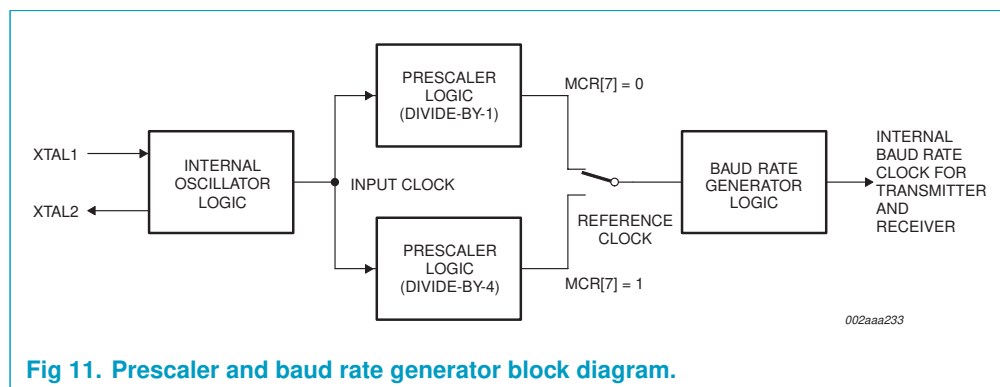 XTAL1
XTAL2
INTERNAL
OSCILLATOR
LOGIC
INPUT CLOCK
PRESCALER
LOGIC
(DIVIDE-BY-1)
PRESCALER
LOGIC
(DIVIDE-BY-4)
MCR[7] = 0
MCR[7] = 1
REFERENCE
CLOCK
BAUD RATE
GENERATOR
LOGIC
INTERNAL
BAUD RATE
CLOCK FOR
TRANSMITTER
AND
RECEIVER
002aaa233
Fig 11. Prescaler and baud rate generator block diagram.